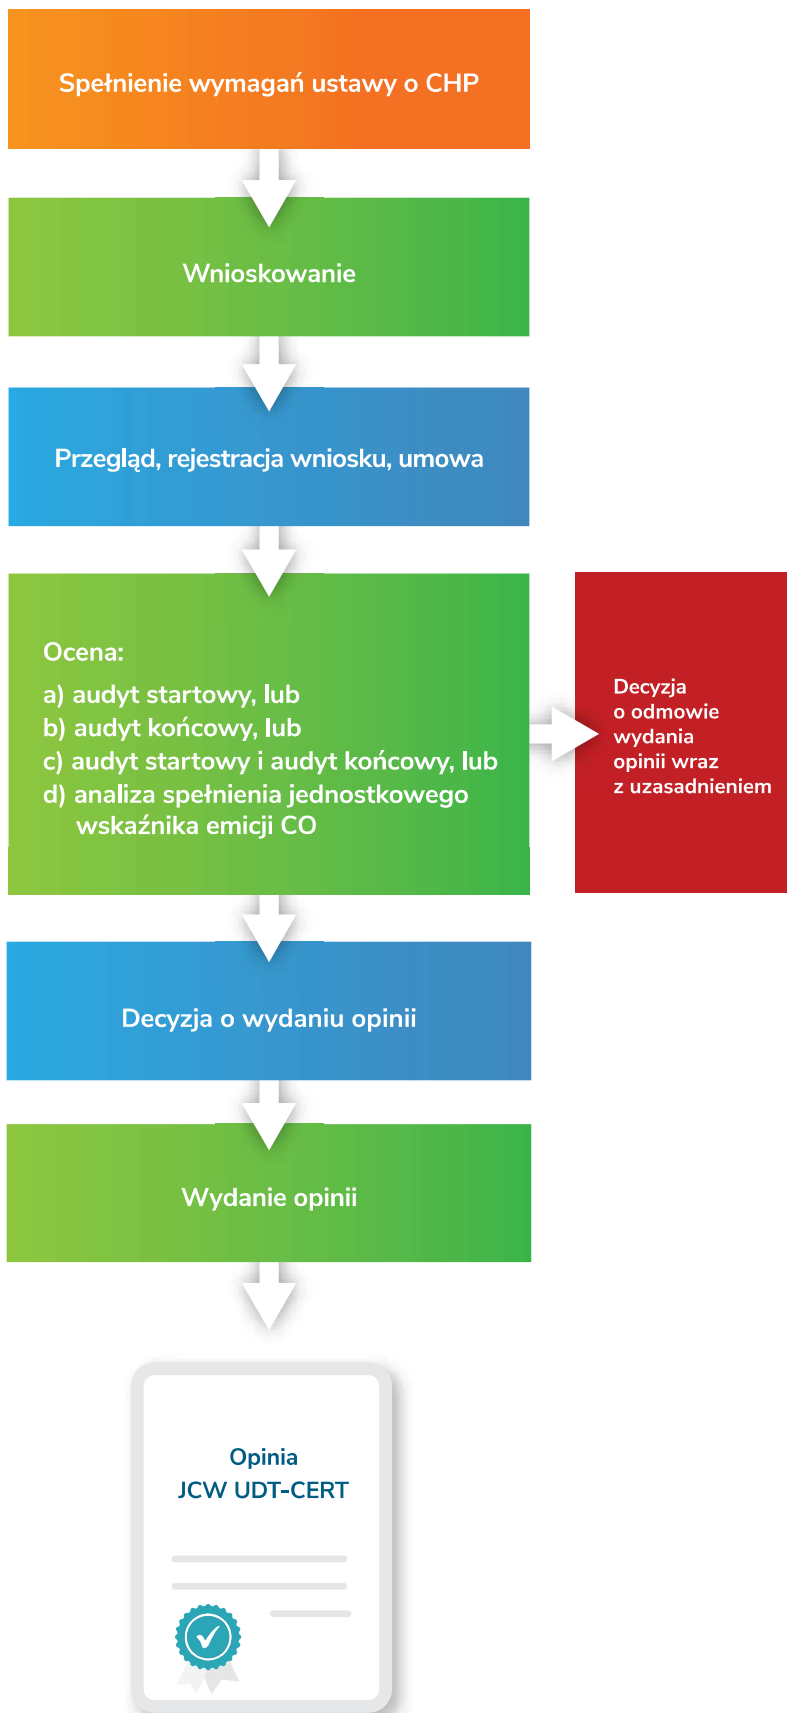 Spełnienie wymagań ustawy o CHP
Wnioskowanie
Przegląd, rejestracja wniosku, umowa
Ocena:
a) audyt startowy, lub
b) audyt końcowy, lub
c) audyt startowy i audyt końcowy, lub
d) analiza spełnienia jednostkowego
wskaźnika emicji CO
Decyzja
o odmowie
wydania
opinii wraz
z uzasadnieniem
Decyzja o wydaniu opinii
Wydanie opinii
Opinia
JCW UDT-CERT